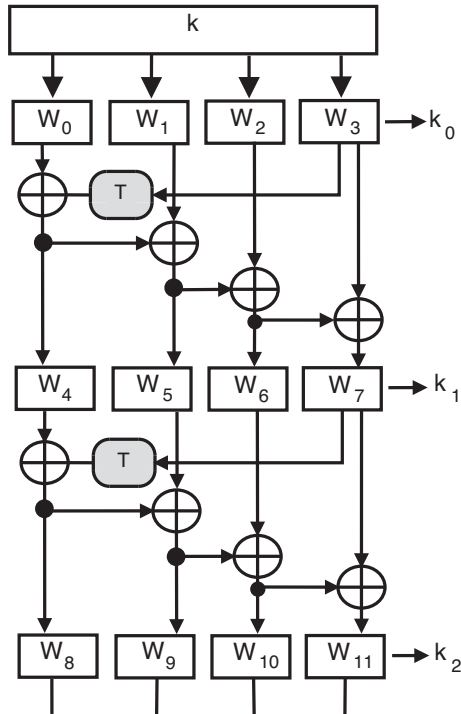 k
W₀ W₁ W₂ W₃ k₀
T
W₄ W₅ W₆ W₇ k₁
T
W₈ W₉ W₁₀ W₁₁ k₂